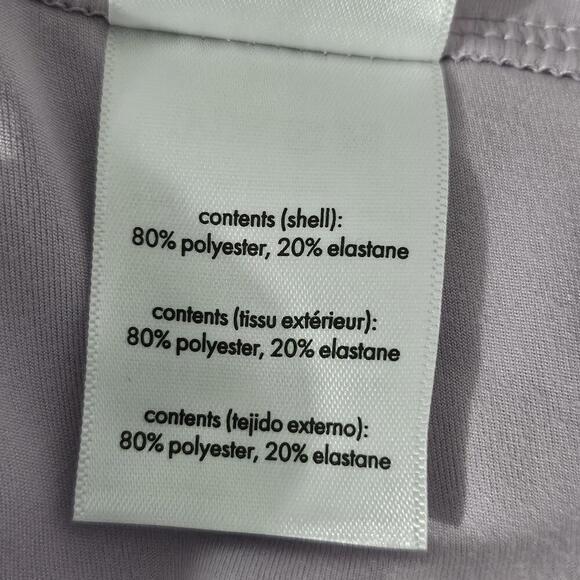 contents (shell):
80% polyester, 20% elastane
contents (tissu extérieur):
80% polyester, 20% elastane
contents (tejido externo):
80% polyester, 20% elastane